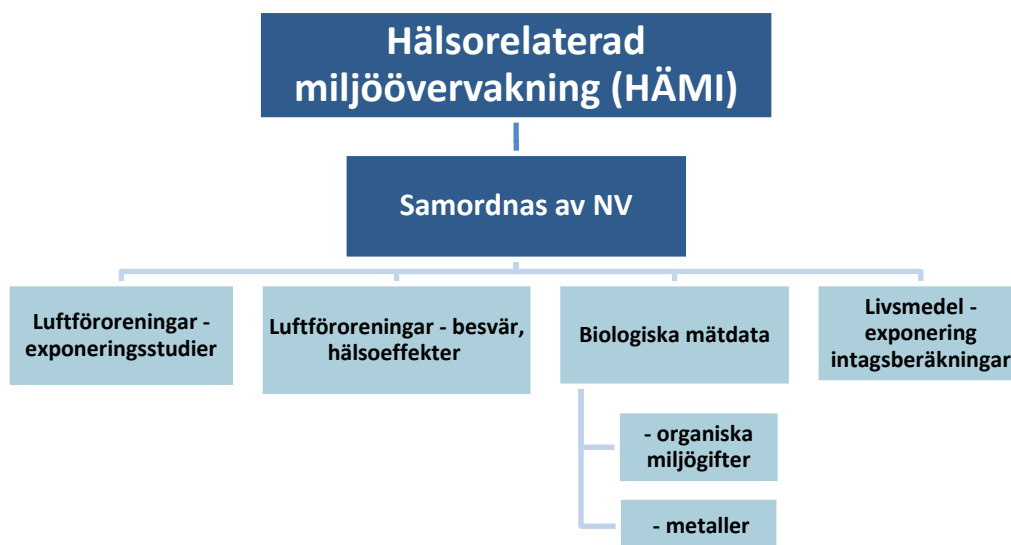 Hälsorelaterad
miljöövervakning (HÄMI)
Samordnas av NV
Luftföroreningar -
exponeringsstudier
Luftföroreningar - besvär,
hälsoeffekter
Biologiska mätdata
Livsmedel -
exponering
intagsberäkningar
- organiska
miljögifter
- metaller